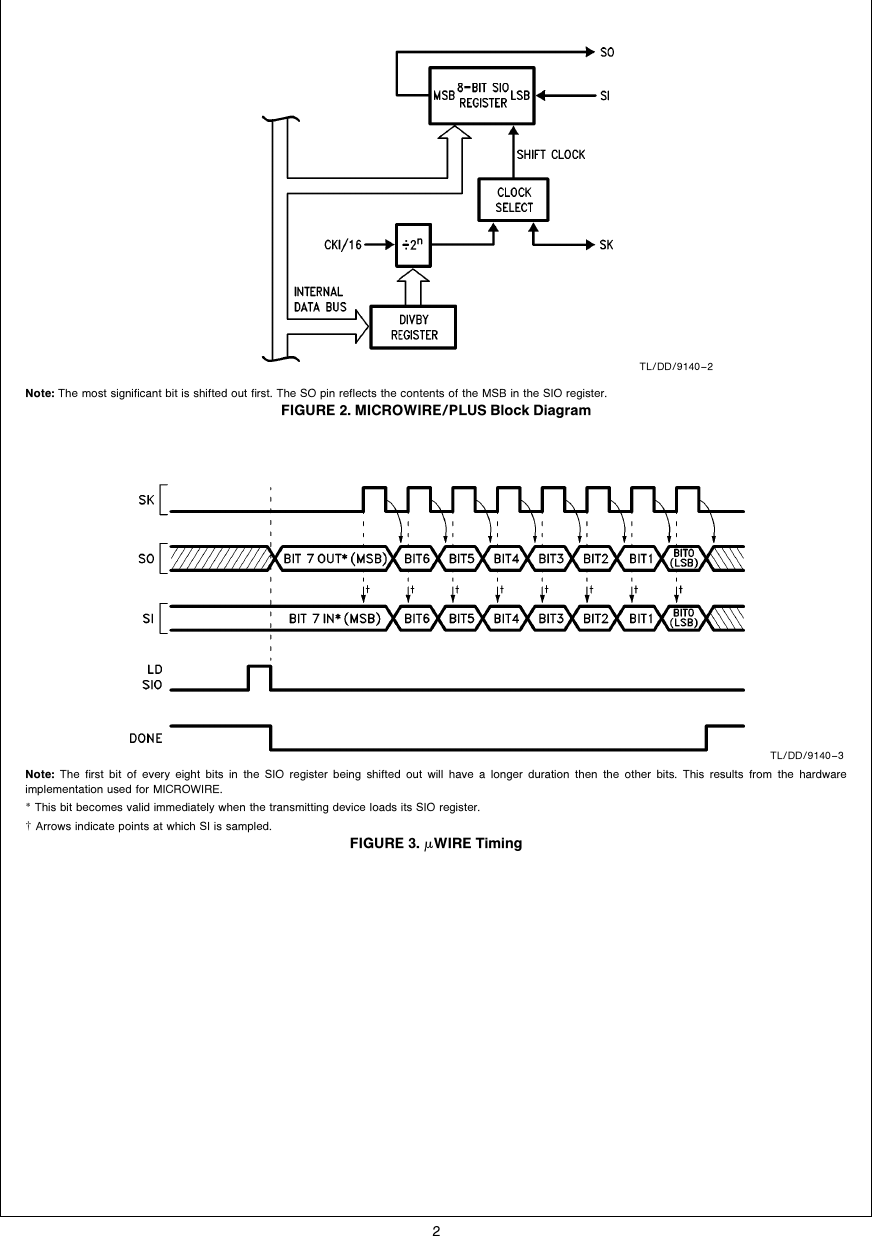 SO
8-BIT SIO
MSB REGISTER LSB
SI
SHIFT CLOCK
CLOCK
SELECT
CKI/16
÷2ⁿ
SK
INTERNAL
DATA BUS
DIVBY
REGISTER
TL/DD/9140–2
Note: The most significant bit is shifted out first. The SO pin reflects the contents of the MSB in the SIO register.
FIGURE 2. MICROWIRE/PLUS Block Diagram
SK
SO BIT 7 OUT* (MSB) BIT6 BIT5 BIT4 BIT3 BIT2 BIT1 BIT0 (LSB)
† † † † † † † †
SI BIT 7 IN* (MSB) BIT6 BIT5 BIT4 BIT3 BIT2 BIT1 BIT0 (LSB)
LD
SIO
DONE
TL/DD/9140–3
Note: The first bit of every eight bits in the SIO register being shifted out will have a longer duration then the other bits. This results from the hardware
implementation used for MICROWIRE.
* This bit becomes valid immediately when the transmitting device loads its SIO register.
† Arrows indicate points at which SI is sampled.
FIGURE 3. μWIRE Timing
2